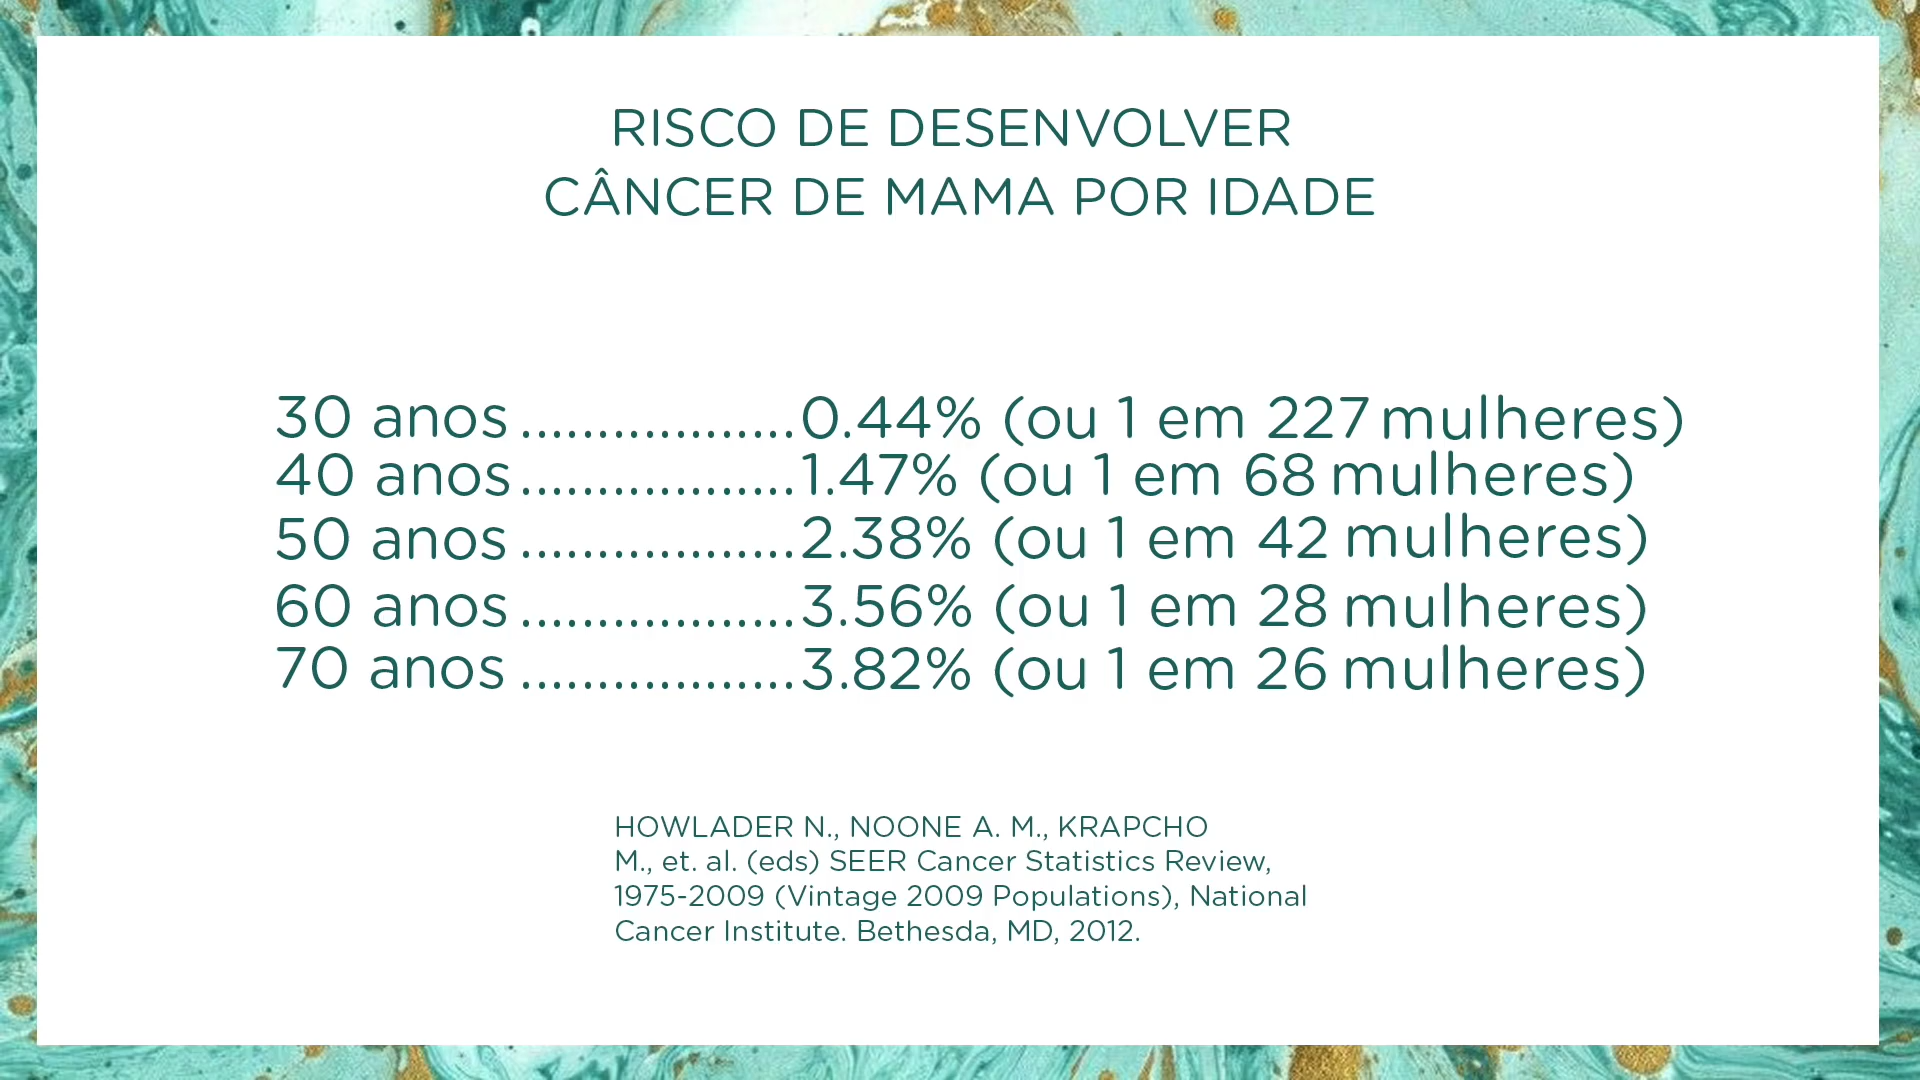 RISCO DE DESENVOLVER
CÂNCER DE MAMA POR IDADE
30 anos ..................0.44% (ou 1 em 227 mulheres)
40 anos ..................1.47% (ou 1 em 68 mulheres)
50 anos ..................2.38% (ou 1 em 42 mulheres)
60 anos ..................3.56% (ou 1 em 28 mulheres)
70 anos ..................3.82% (ou 1 em 26 mulheres)
HOWLADER N., NOONE A. M., KRAPCHO
M., et. al. (eds) SEER Cancer Statistics Review,
1975-2009 (Vintage 2009 Populations), National
Cancer Institute. Bethesda, MD, 2012.